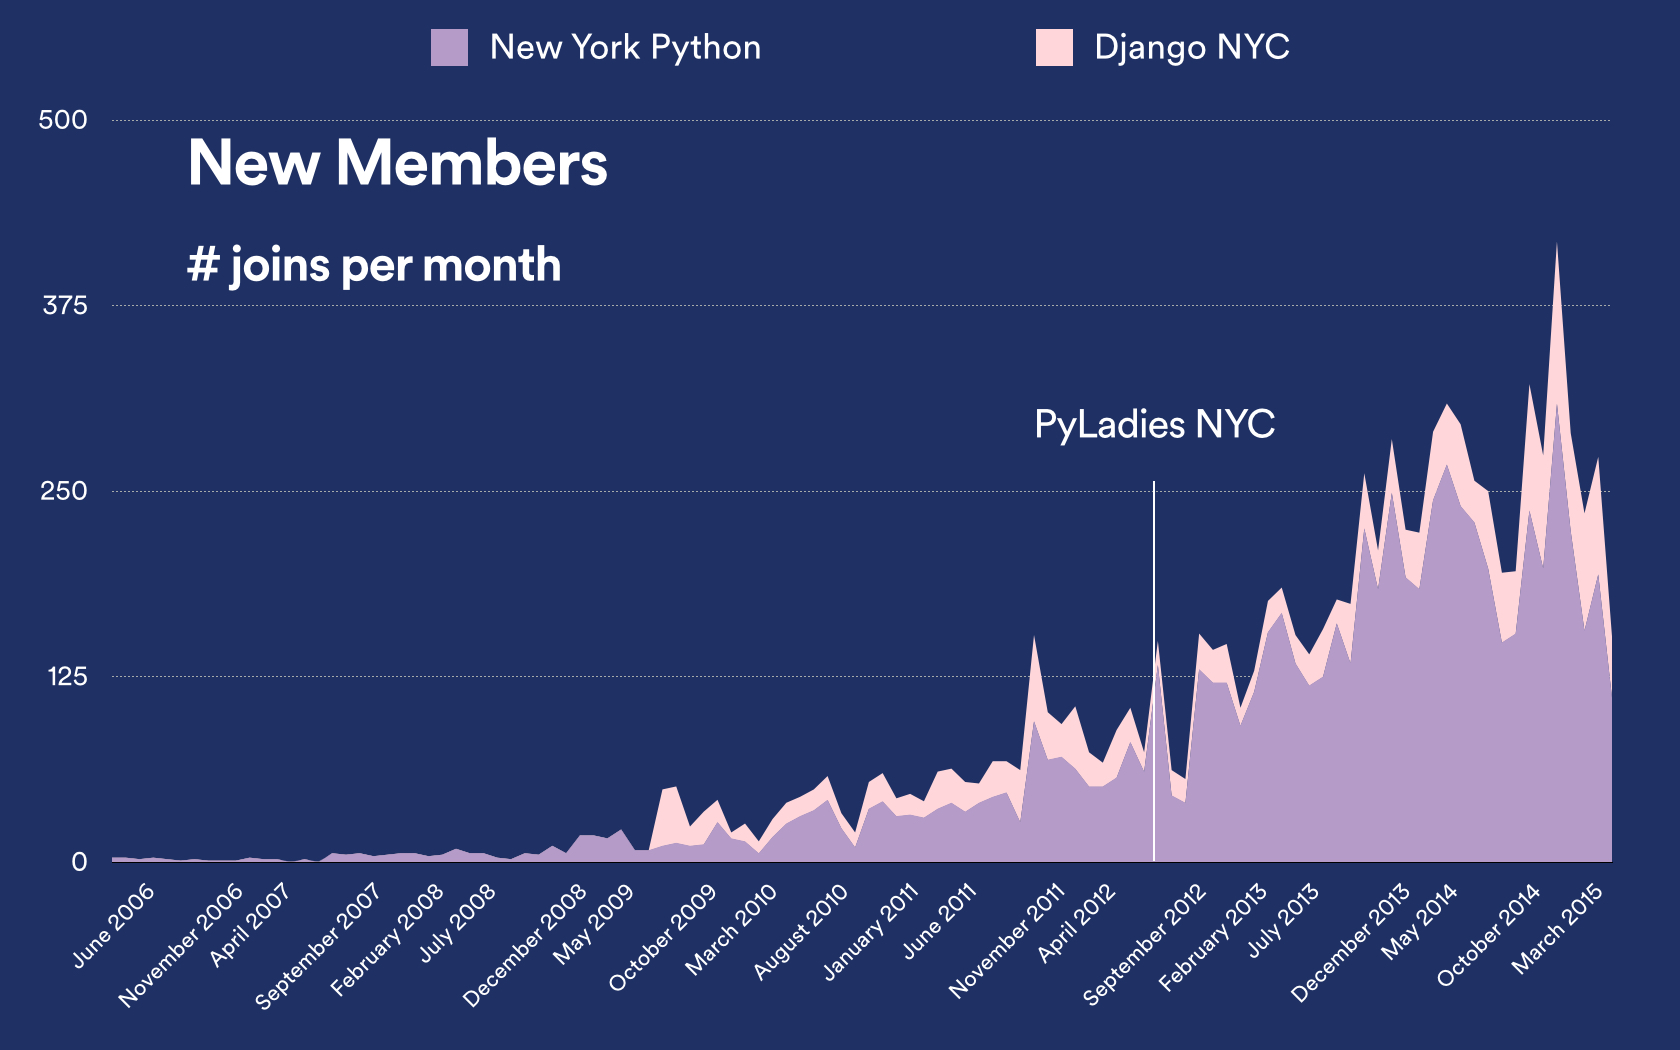 New York Python
Django NYC
500
New Members
# joins per month
375
PyLadies NYC
250
125
0
June 2006
November 2006
April 2007
September 2007
February 2008
July 2008
December 2008
May 2009
October 2009
March 2010
August 2010
January 2011
June 2011
November 2011
April 2012
September 2012
February 2013
July 2013
December 2013
May 2014
October 2014
March 2015